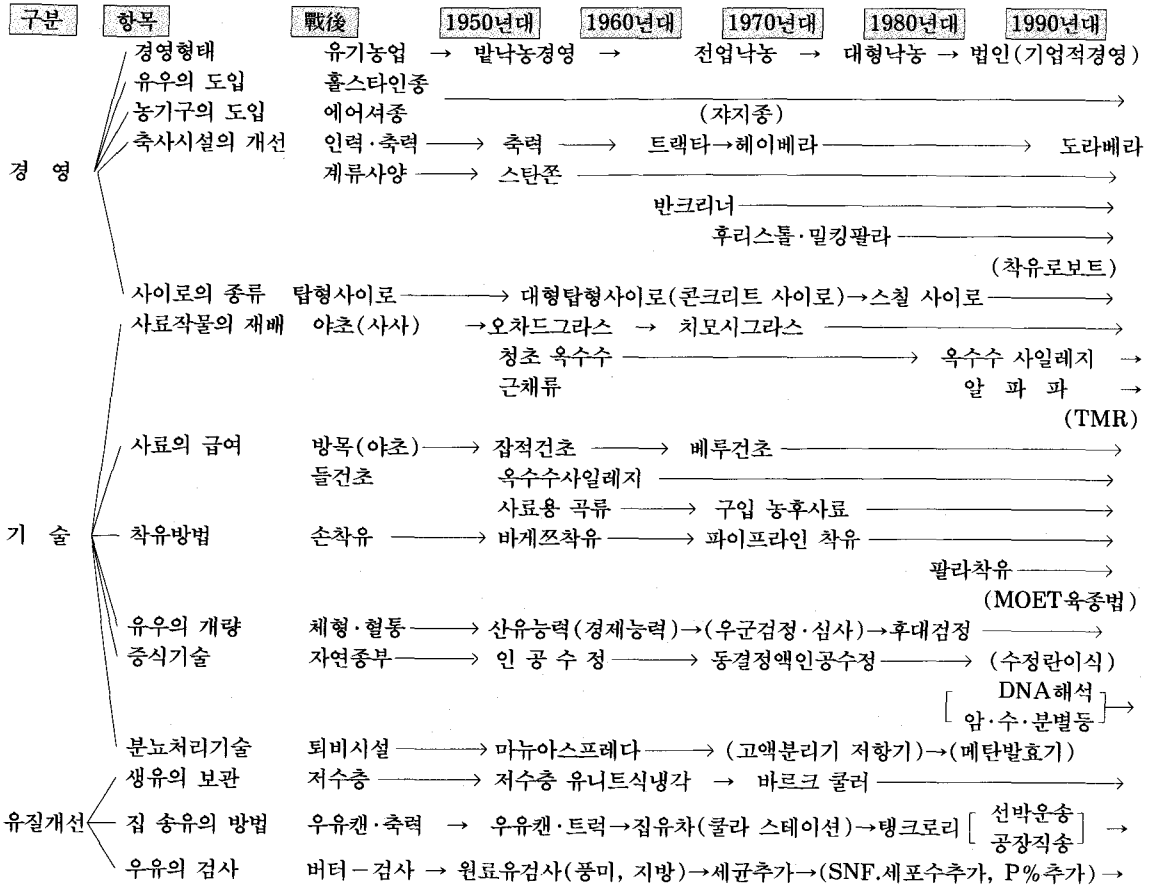 구분 항목 戰後 1950년대 1960년대 1970년대 1980년대 1990년대
경영형태 유기농업 → 밭낙농경영 → 전업낙농 → 대형낙농 → 법인(기업적경영)
유우의 도입 홀스타인종
농기구의 도입 에어셔종 → (쟈지종)
축사시설의 개선 인력·축력 → 축력 → 트랙타→헤이베라 → 도라베라
경 영 계류사양 → 스탄쫀 →
반크리너 →
후리스톨·밀킹팔라 →
(착유로보트)
사이로의 종류 탑형사이로 → 대형탑형사이로(콘크리트 사이로)→스칠 사이로 →
사료작물의 재배 야초(사사) →오차드그라스 → 치모시그라스 →
청초 옥수수 → 옥수수 사일레지 →
근채류 알 파 파 →
(TMR)
사료의 급여 방목(야초) → 잡적건초 → 베루건초 →
들건초 옥수수사일레지 →
사료용 곡류 → 구입 농후사료 →
기 술 착유방법 손착유 → 바게쯔착유 → 파이프라인 착유 →
팔라착유 →
(MOET육종법)
유우의 개량 체형·혈통 → 산유능력(경제능력)→(우군검정·심사)→후대검정 →
증식기술 자연종부 → 인 공 수 정 → 동결정액인공수정 → (수정란이식)
[ DNA해석 ] →
암·수·분별등
분뇨처리기술 퇴비시설 → 마뉴아스프레다 → (고액분리기 저항기)→(메탄발효기)
생유의 보관 저수층 → 저수층 유니트식냉각 → 바르크 쿨러 →
유질개선 집 송유의 방법 우유캔·축력 → 우유캔·트럭→집유차(쿨라 스테이션)→탱크로리 [ 선박운송 ] →
공장직송
우유의 검사 버터-검사 → 원료유검사(풍미, 지방)→세균추가→(SNF.세포수추가, P%추가) →